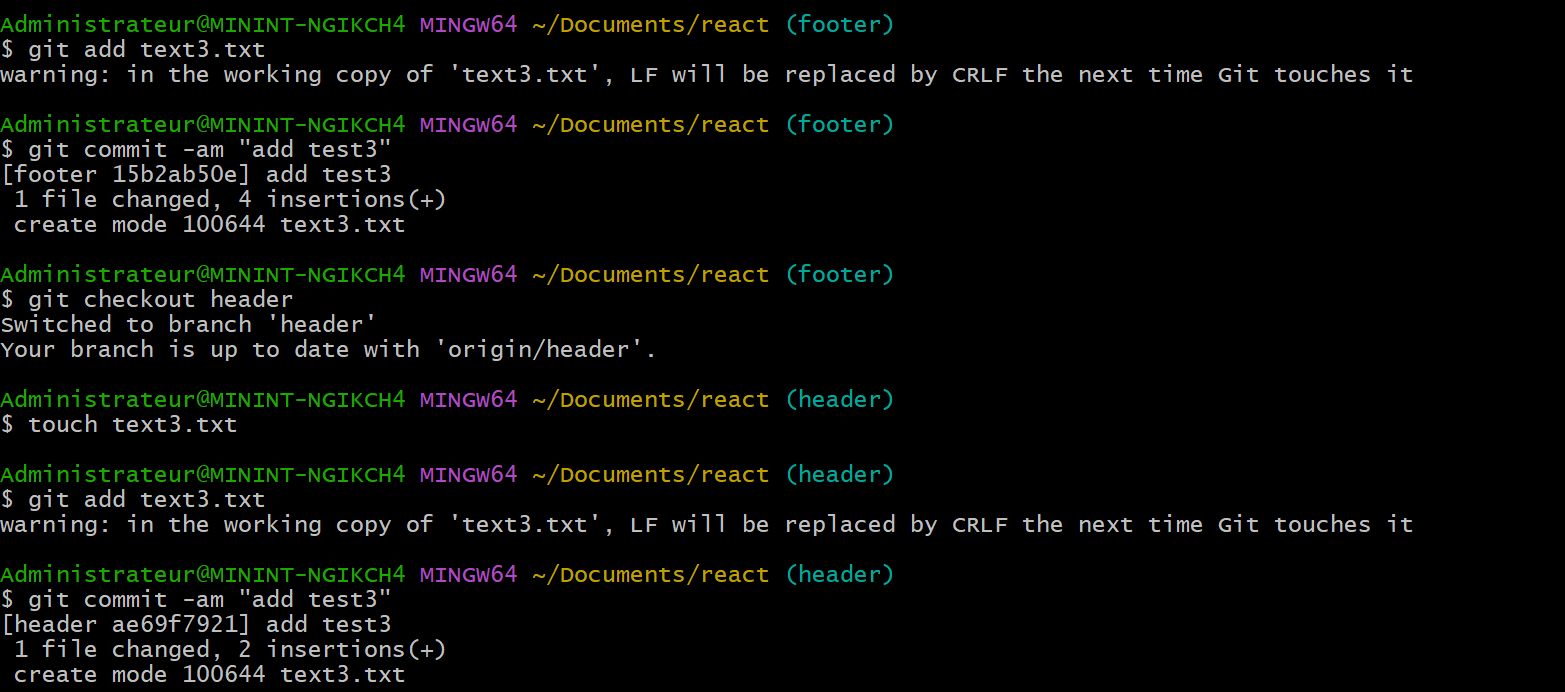 Administrateur@MININT-NGIKCH4 MINGW64 ~/Documents/react (footer)
$ git add text3.txt
warning: in the working copy of 'text3.txt', LF will be replaced by CRLF the next time Git touches it
Administrateur@MININT-NGIKCH4 MINGW64 ~/Documents/react (footer)
$ git commit -am "add test3"
[footer 15b2ab50e] add test3
 1 file changed, 4 insertions(+)
 create mode 100644 text3.txt
Administrateur@MININT-NGIKCH4 MINGW64 ~/Documents/react (footer)
$ git checkout header
Switched to branch 'header'
Your branch is up to date with 'origin/header'.
Administrateur@MININT-NGIKCH4 MINGW64 ~/Documents/react (header)
$ touch text3.txt
Administrateur@MININT-NGIKCH4 MINGW64 ~/Documents/react (header)
$ git add text3.txt
warning: in the working copy of 'text3.txt', LF will be replaced by CRLF the next time Git touches it
Administrateur@MININT-NGIKCH4 MINGW64 ~/Documents/react (header)
$ git commit -am "add test3"
[header ae69f7921] add test3
 1 file changed, 2 insertions(+)
 create mode 100644 text3.txt